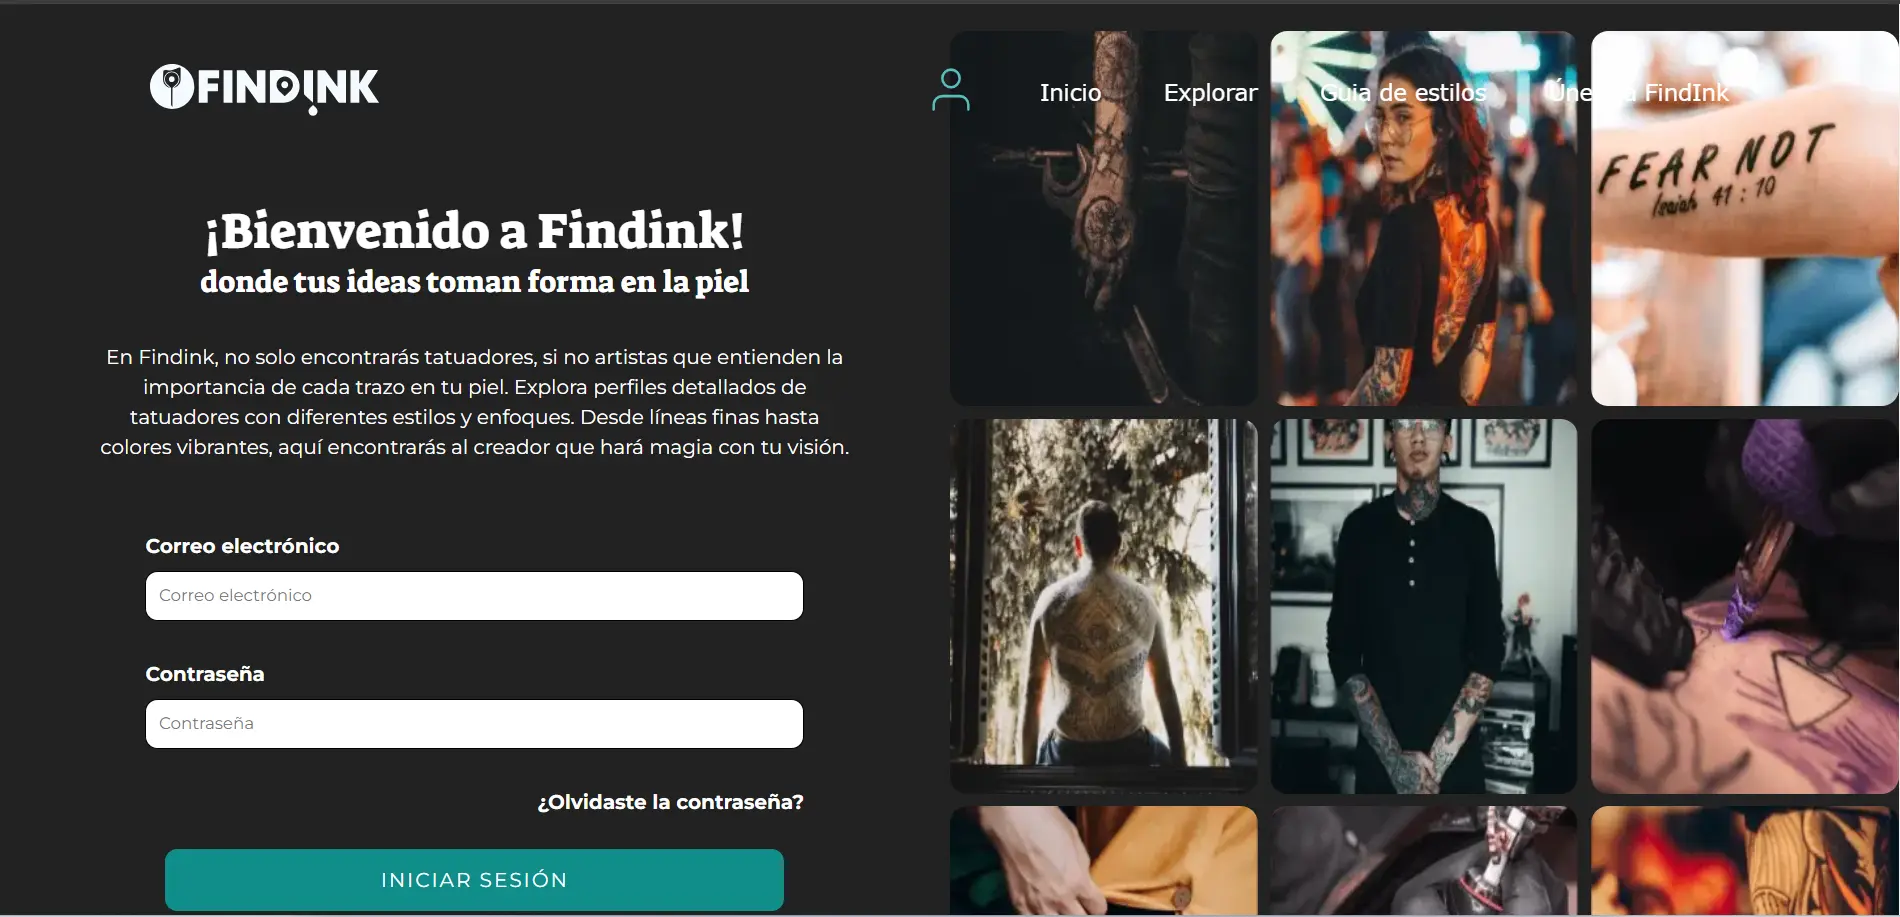 FINDINK
Inicio Explorar Guia de estilos Únete a FindInk
FEAR NOT
Isaiah 41 : 10
¡Bienvenido a Findink!
donde tus ideas toman forma en la piel
En Findink, no solo encontrarás tatuadores, si no artistas que entienden la
importancia de cada trazo en tu piel. Explora perfiles detallados de
tatuadores con diferentes estilos y enfoques. Desde líneas finas hasta
colores vibrantes, aquí encontrarás al creador que hará magia con tu visión.
Correo electrónico
Correo electrónico
Contraseña
Contraseña
¿Olvidaste la contraseña?
INICIAR SESIÓN